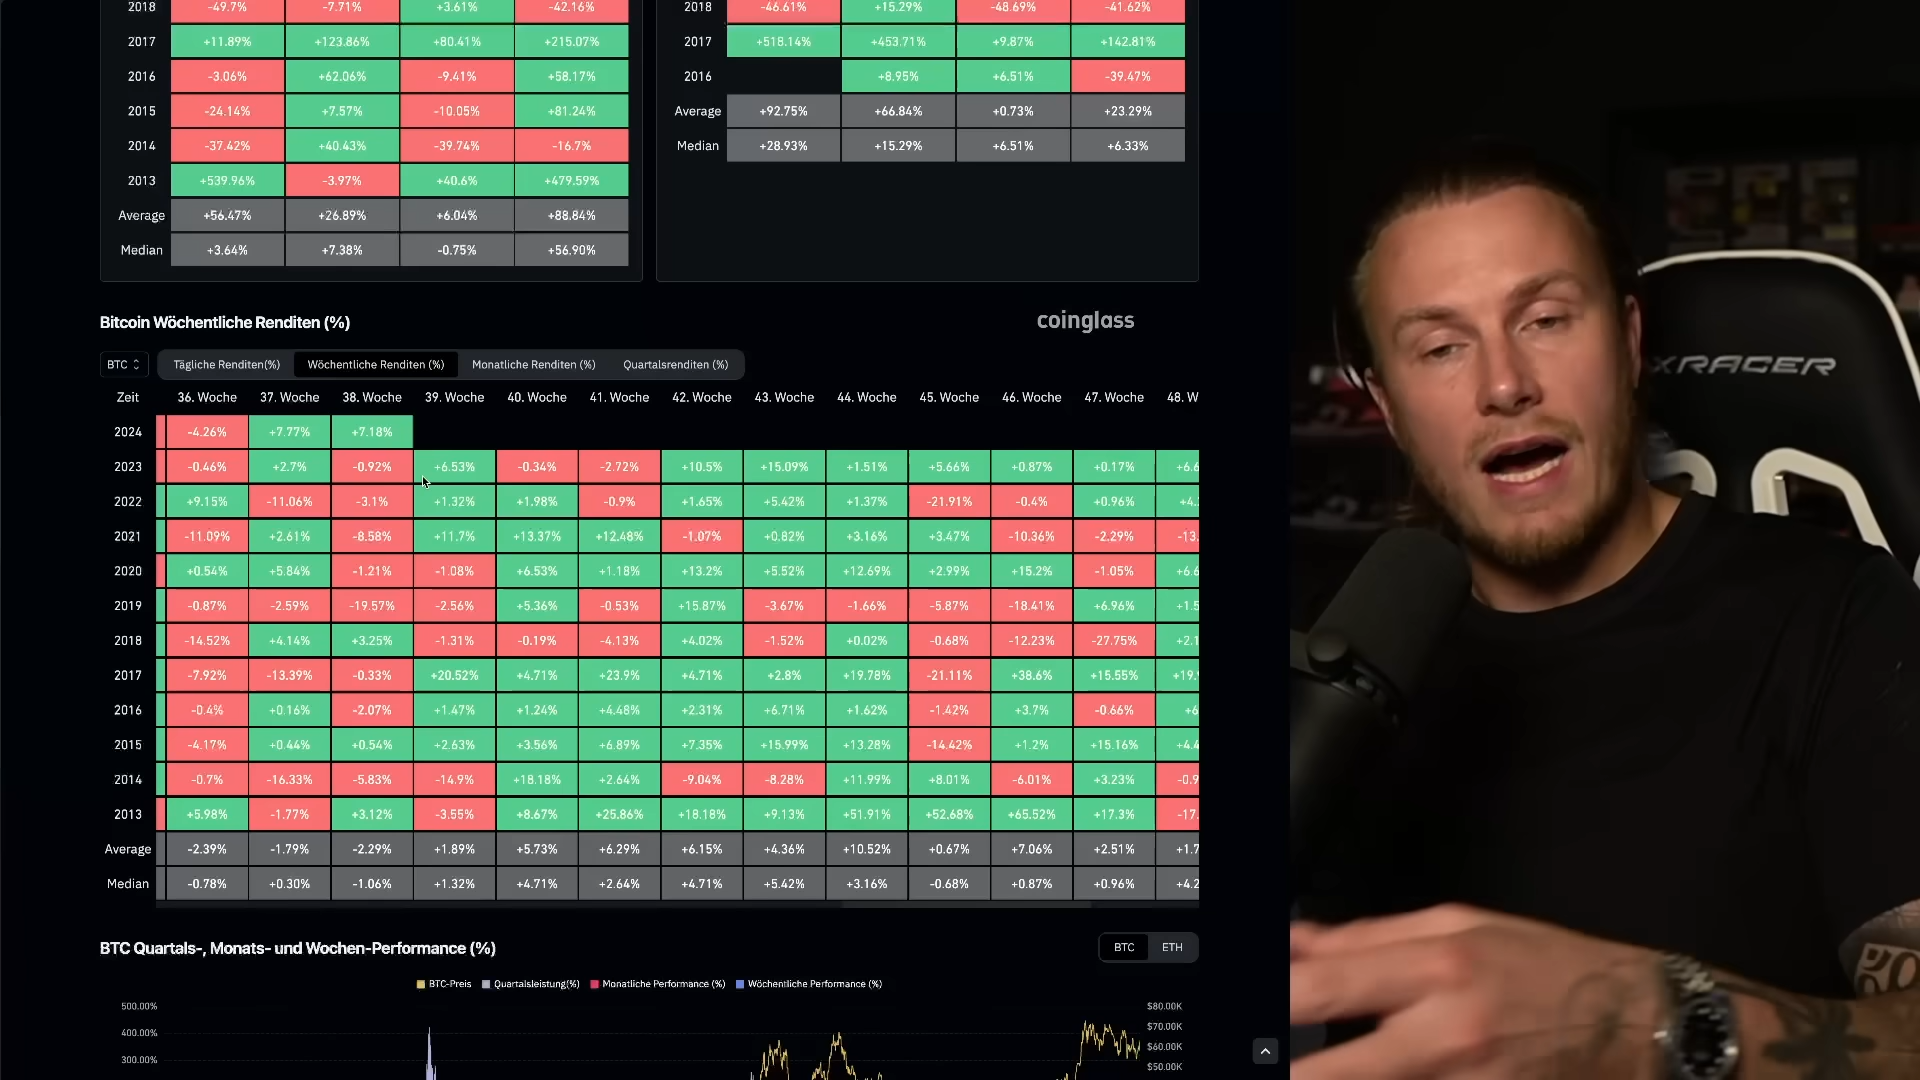 2018 -49.7% -7.71% +3.61% -42.16%
2017 +11.89% +123.86% +80.41% +215.07%
2016 -3.06% +62.06% -9.41% +58.17%
2015 -24.14% +7.57% -10.05% +81.24%
2014 -37.42% +40.43% -39.74% -16.7%
2013 +539.96% -3.97% +40.6% +479.59%
Average +56.47% +26.89% +6.04% +88.84%
Median +3.64% +7.38% -0.75% +56.90%
2018 -46.61% +15.29% -48.69% -41.62%
2017 +518.14% +453.71% +9.87% +142.81%
2016 +8.95% +6.51% -39.47%
Average +92.75% +66.84% +0.73% +23.29%
Median +28.93% +15.29% +6.51% +6.33%
Bitcoin Wöchentliche Renditen (%)
coinglass
BTC Tägliche Renditen(%) Wöchentliche Renditen (%) Monatliche Renditen (%) Quartalsrenditen (%)
Zeit 36. Woche 37. Woche 38. Woche 39. Woche 40. Woche 41. Woche 42. Woche 43. Woche 44. Woche 45. Woche 46. Woche 47. Woche 48. W
2024 -4.26% +7.77% +7.18%
2023 -0.46% +2.7% -0.92% +6.53% -0.34% -2.72% +10.5% +15.09% +1.51% +5.66% +0.87% +0.17% +6.6
2022 +9.15% -11.06% -3.1% +1.32% +1.98% -0.9% +1.65% +5.42% +1.37% -21.91% -0.4% +0.96% +4.
2021 -11.09% +2.61% -8.58% +11.7% +13.37% +12.48% -1.07% +0.82% +3.16% +3.47% -10.36% -2.29% -13.
2020 +0.54% +5.84% -1.21% -1.08% +6.53% +1.18% +13.2% +5.52% +12.69% +2.99% +15.2% -1.05% +6.6
2019 -0.87% -2.59% -19.57% -2.56% +5.36% -0.53% +15.87% -3.67% -1.66% -5.87% -18.41% +6.96% +1.5
2018 -14.52% +4.14% +3.25% -1.31% -0.19% -4.13% +4.02% -1.52% +0.02% -0.68% -12.23% -27.75% +2.1
2017 -7.92% -13.39% -0.33% +20.52% +4.71% +23.9% +4.71% +2.8% +19.78% -21.11% +38.6% +15.55% +19.
2016 -0.4% +0.16% -2.07% +1.47% +1.24% +4.48% +2.31% +6.71% +1.62% -1.42% +3.7% -0.66% +6
2015 -4.17% +0.44% +0.54% +2.63% +3.56% +6.89% +7.35% +15.99% +13.28% -14.42% +1.2% +15.16% +4.4
2014 -0.7% -16.33% -5.83% -14.9% +18.18% +2.64% -9.04% -8.28% +11.99% +8.01% -6.01% +3.23% -0.9
2013 +5.98% -1.77% +3.12% -3.55% +8.67% +25.86% +18.18% +9.13% +51.91% +52.68% +65.52% +17.3% -17.
Average -2.39% -1.79% -2.29% +1.89% +5.73% +6.29% +6.15% +4.36% +10.52% +0.67% +7.06% +2.51% +1.7
Median -0.78% +0.30% -1.06% +1.32% +4.71% +2.64% +4.71% +5.42% +3.16% -0.68% +0.87% +0.96% +4.2
BTC Quartals-, Monats- und Wochen-Performance (%)
BTC ETH
BTC-Preis Quartalsleistung(%) Monatliche Performance (%) Wöchentliche Performance (%)
500.00% $80.00K
400.00% $70.00K
300.00% $60.00K
$50.00K
XRACER